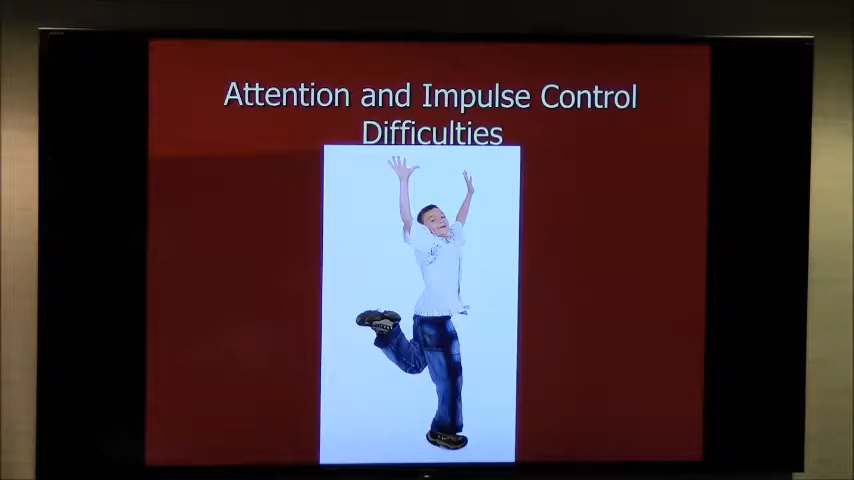 Attention and Impulse Control
Difficulties